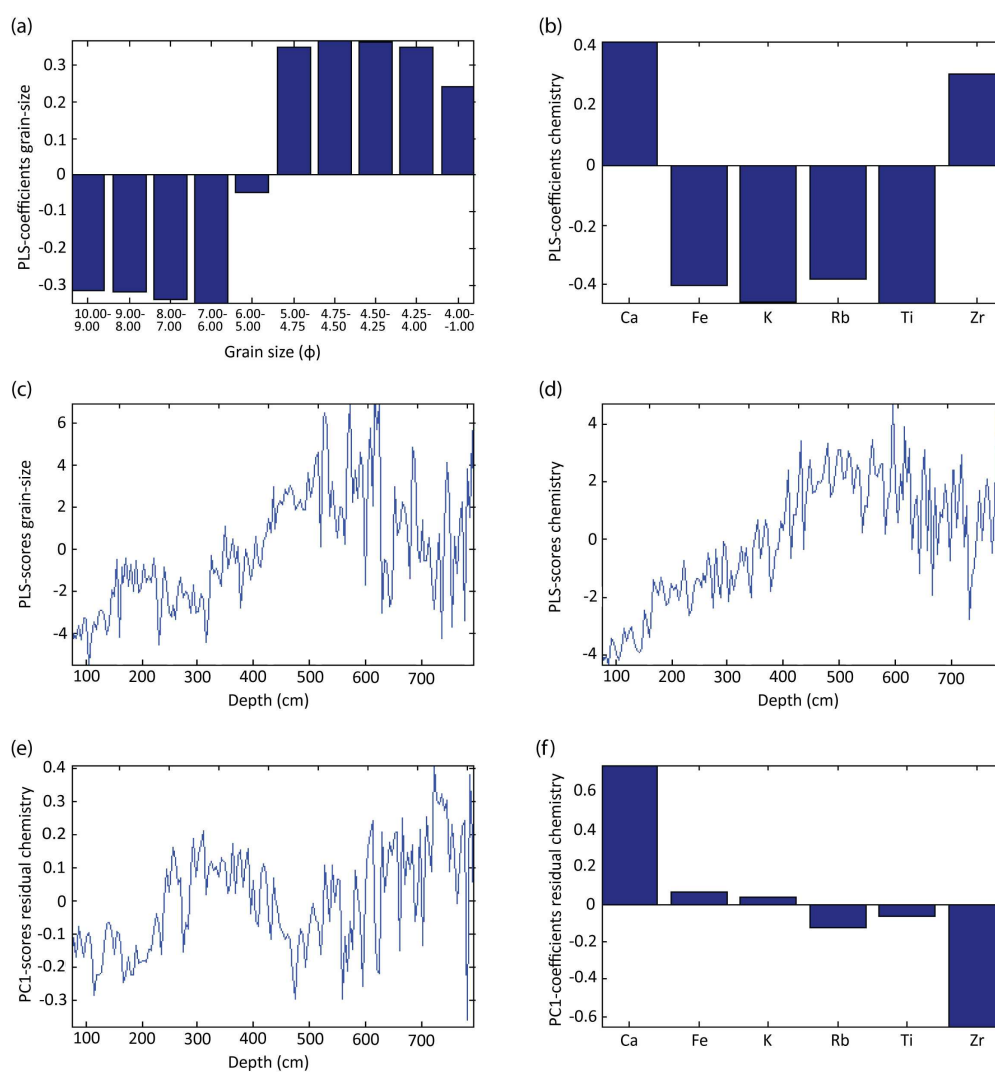 (a)
PLS-coefficients grain-size
0.3
0.2
0.1
0
-0.1
-0.2
-0.3
10.00- 9.00- 8.00- 7.00- 6.00- 5.00- 4.75- 4.50- 4.25- 4.00-
9.00 8.00 7.00 6.00 5.00 4.75 4.50 4.25 4.00 -1.00
Grain size (ϕ)
(b)
PLS-coefficients chemistry
0.4
0.2
0
-0.2
-0.4
Ca Fe K Rb Ti Zr
(c)
PLS-scores grain-size
6
4
2
0
-2
-4
100 200 300 400 500 600 700
Depth (cm)
(d)
PLS-scores chemistry
4
2
0
-2
-4
100 200 300 400 500 600 700
Depth (cm)
(e)
PC1-scores residual chemistry
0.4
0.3
0.2
0.1
0
-0.1
-0.2
-0.3
100 200 300 400 500 600 700
Depth (cm)
(f)
PC1-coefficients residual chemistry
0.6
0.4
0.2
0
-0.2
-0.4
-0.6
Ca Fe K Rb Ti Zr